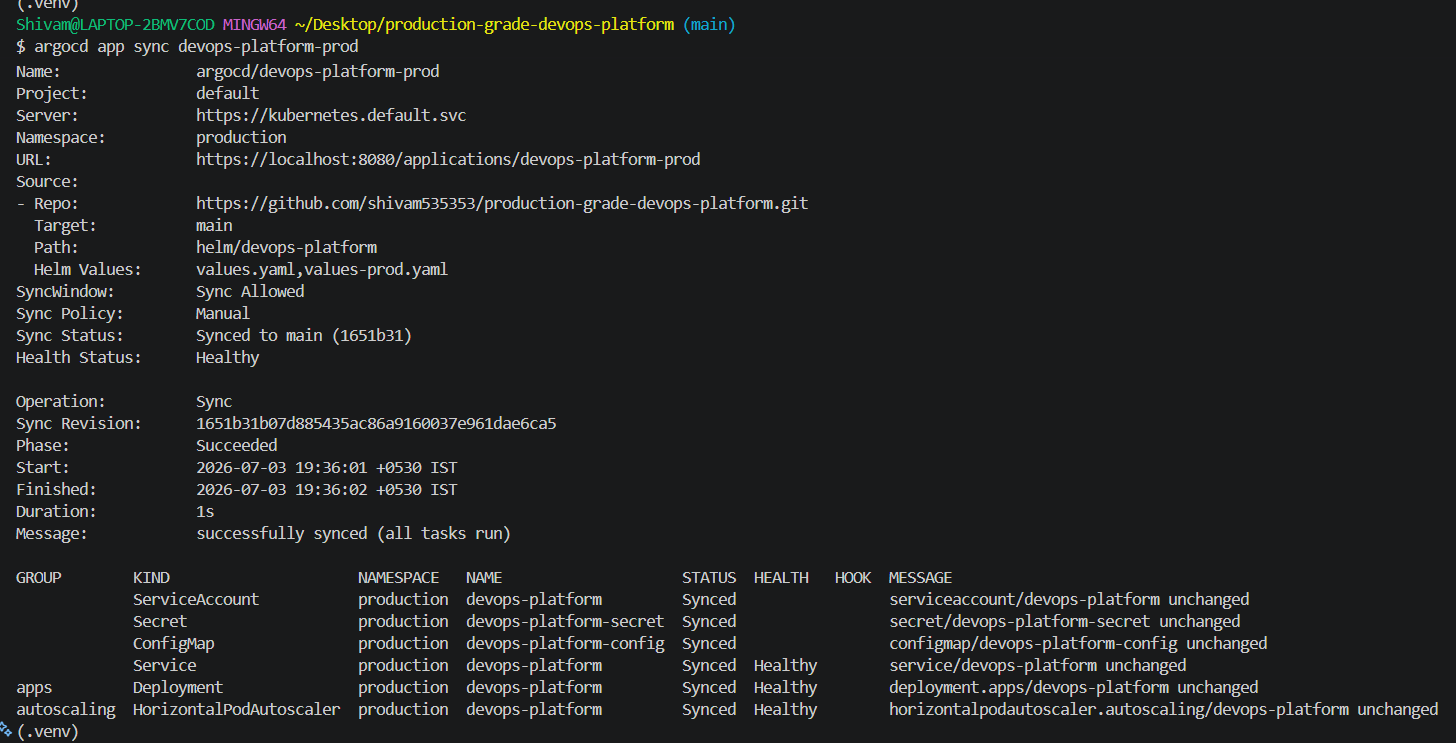 (.venv)
Shivam@LAPTOP-2BMV7COD MINGW64 ~/Desktop/production-grade-devops-platform (main)
$ argocd app sync devops-platform-prod
Name: argocd/devops-platform-prod
Project: default
Server: https://kubernetes.default.svc
Namespace: production
URL: https://localhost:8080/applications/devops-platform-prod
Source:
- Repo: https://github.com/shivam535353/production-grade-devops-platform.git
Target: main
Path: helm/devops-platform
Helm Values: values.yaml,values-prod.yaml
SyncWindow: Sync Allowed
Sync Policy: Manual
Sync Status: Synced to main (1651b31)
Health Status: Healthy
Operation: Sync
Sync Revision: 1651b31b07d885435ac86a9160037e961dae6ca5
Phase: Succeeded
Start: 2026-07-03 19:36:01 +0530 IST
Finished: 2026-07-03 19:36:02 +0530 IST
Duration: 1s
Message: successfully synced (all tasks run)
GROUP KIND NAMESPACE NAME STATUS HEALTH HOOK MESSAGE
ServiceAccount production devops-platform Synced serviceaccount/devops-platform unchanged
Secret production devops-platform-secret Synced secret/devops-platform-secret unchanged
ConfigMap production devops-platform-config Synced configmap/devops-platform-config unchanged
Service production devops-platform Synced Healthy service/devops-platform unchanged
apps Deployment production devops-platform Synced Healthy deployment.apps/devops-platform unchanged
autoscaling HorizontalPodAutoscaler production devops-platform Synced Healthy horizontalpodautoscaler.autoscaling/devops-platform unchanged
(.venv)